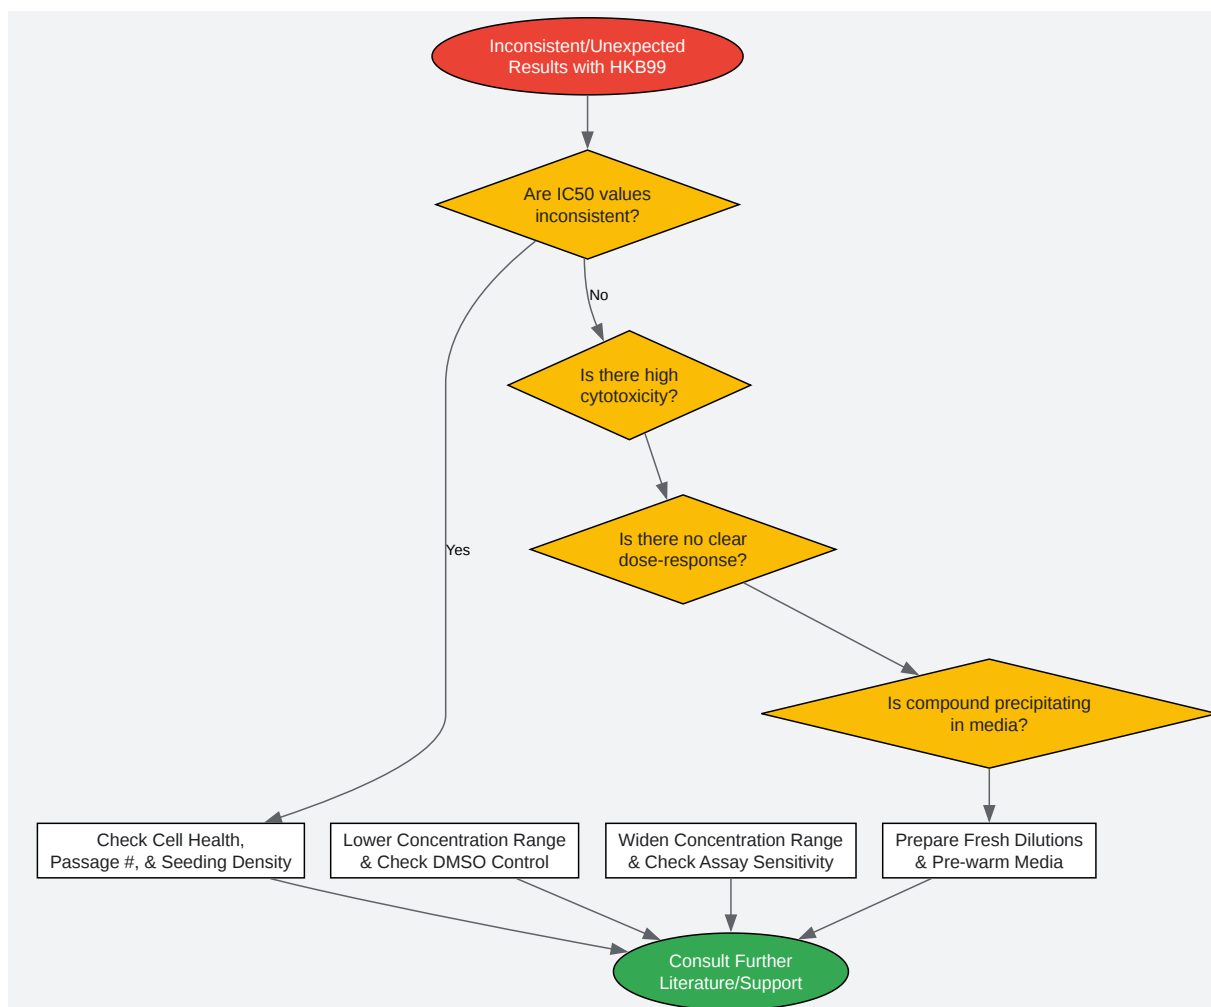 Inconsistent/Unexpected
Results with HKB99
Are IC50 values
inconsistent?
No
Is there high
cytotoxicity?
Yes
Is there no clear
dose-response?
Is compound precipitating
in media?
Check Cell Health,
Passage #, & Seeding Density
Lower Concentration Range
& Check DMSO Control
Widen Concentration Range
& Check Assay Sensitivity
Prepare Fresh Dilutions
& Pre-warm Media
Consult Further
Literature/Support